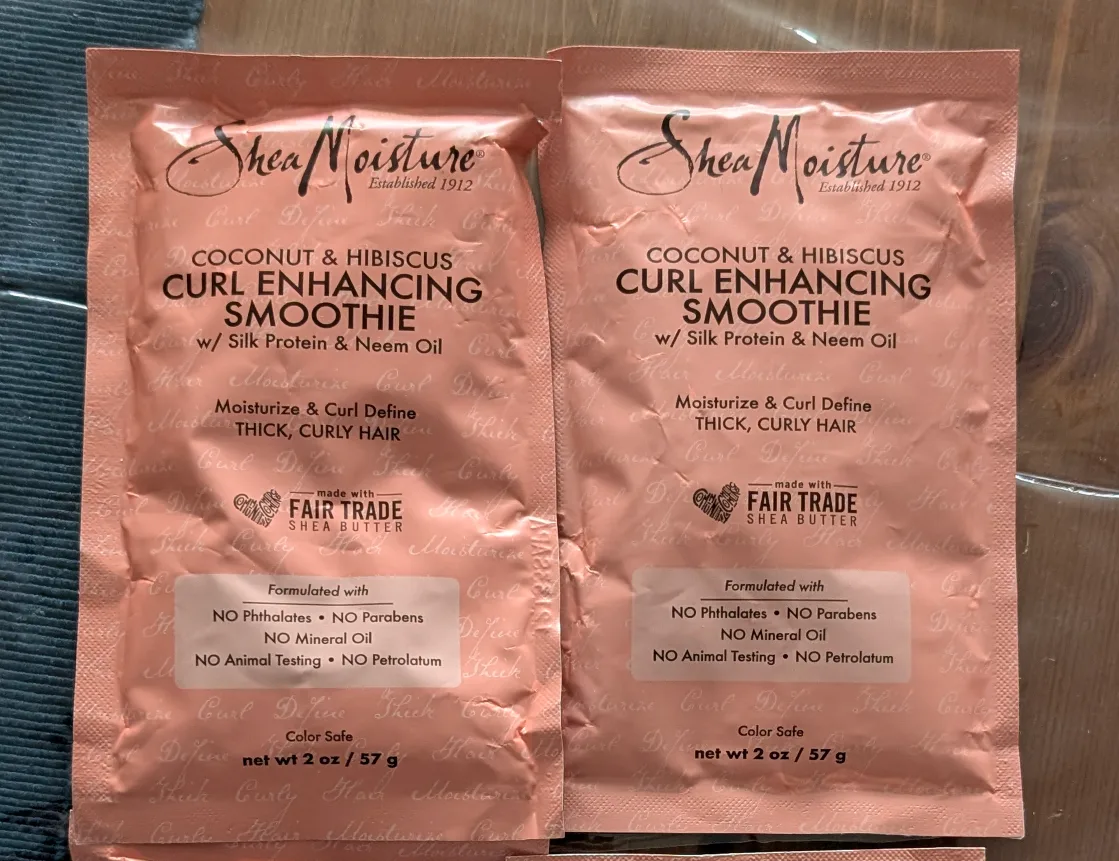 Shea Moisture®
Established 1912
COCONUT & HIBISCUS
CURL ENHANCING
SMOOTHIE
w/ Silk Protein & Neem Oil
Moisturize & Curl Define
THICK, CURLY HAIR
made with
FAIR TRADE
SHEA BUTTER
Formulated with
NO Phthalates • NO Parabens
NO Mineral Oil
NO Animal Testing • NO Petrolatum
Color Safe
net wt 2 oz / 57 g
Shea Moisture®
Established 1912
COCONUT & HIBISCUS
CURL ENHANCING
SMOOTHIE
w/ Silk Protein & Neem Oil
Moisturize & Curl Define
THICK, CURLY HAIR
made with
FAIR TRADE
SHEA BUTTER
Formulated with
NO Phthalates • NO Parabens
NO Mineral Oil
NO Animal Testing • NO Petrolatum
Color Safe
net wt 2 oz / 57 g